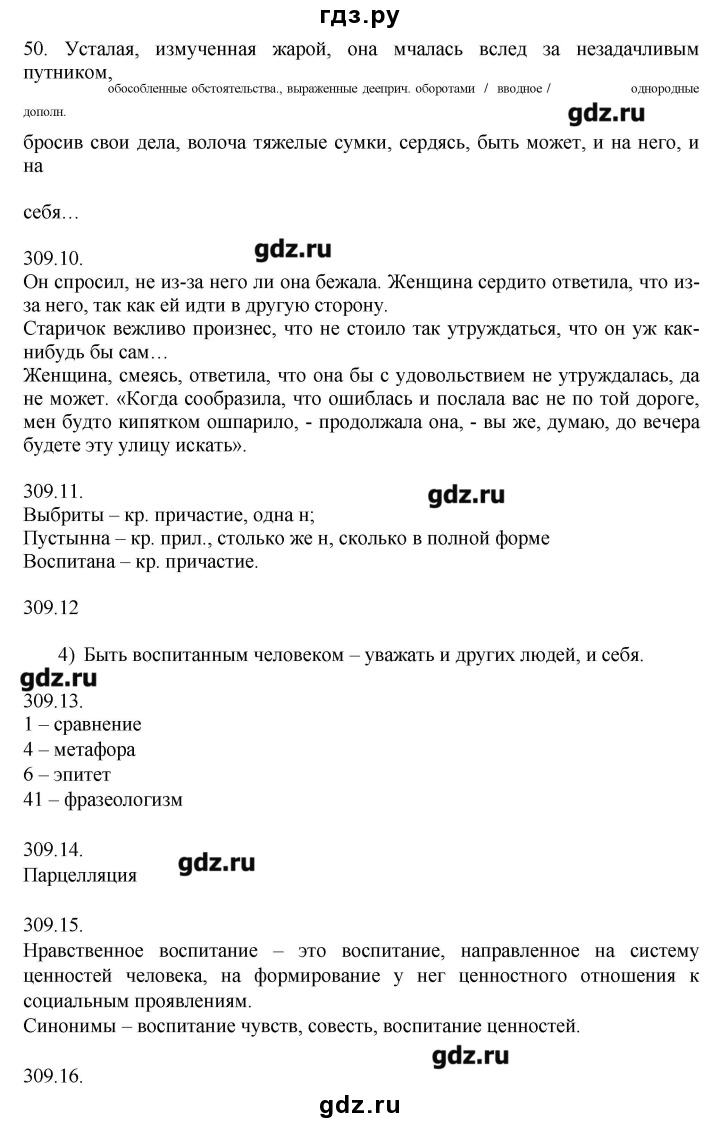 гдз.ру
50. Усталая, измученная жарой, она мчалась вслед за незадачливым
путником,
обособленные обстоятельства., выраженные дееприч. оборотами / вводное / однородные
дополн.
gdz.ru
бросив свои дела, волоча тяжелые сумки, сердясь, быть может, и на него, и
на
себя…
gdz.ru
309.10.
Он спросил, не из-за него ли она бежала. Женщина сердито ответила, что из-
за него, так как ей идти в другую сторону.
Старичок вежливо произнес, что не стоило так утруждаться, что он уж как-
нибудь бы сам…
Женщина, смеясь, ответила, что она бы с удовольствием не утруждалась, да
не может. «Когда сообразила, что ошиблась и послала вас не по той дороге,
мен будто кипятком ошпарило, - продолжала она, - вы же, думаю, до вечера
будете эту улицу искать».
309.11.
gdz.ru
Выбриты – кр. причастие, одна н;
Пустынна – кр. прил., столько же н, сколько в полной форме
Воспитана – кр. причастие.
309.12
4) Быть воспитанным человеком – уважать и других людей, и себя.
gdz.ru
309.13.
1 – сравнение
4 – метафора
6 – эпитет
41 – фразеологизм
309.14.
gdz.ru
Парцелляция
309.15.
Нравственное воспитание – это воспитание, направленное на систему
ценностей человека, на формирование у нег ценностного отношения к
социальным проявлениям.
Синонимы – воспитание чувств, совесть, воспитание ценностей.
gdz.ru
309.16.
gdz.ru